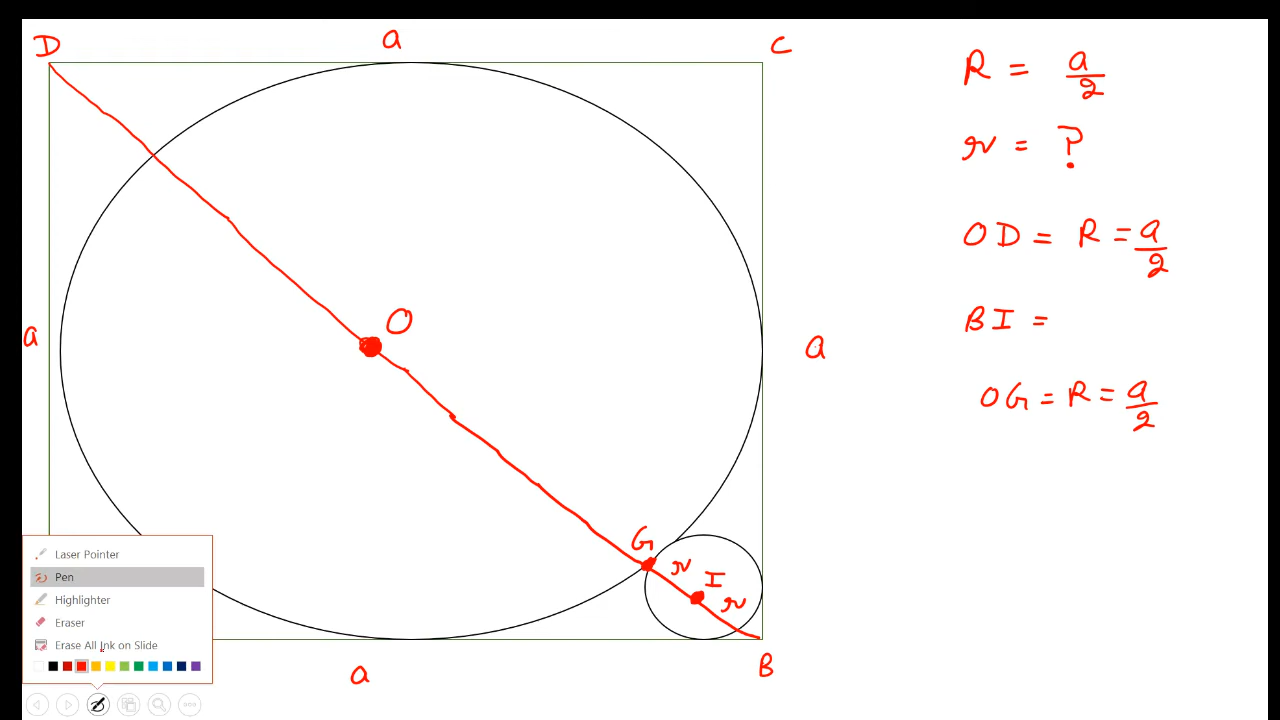 D
a
C
R = a/2
r = ?
OD = R = a/2
O
a
a
BI =
OG = R = a/2
G
r
I
r
Laser Pointer
Pen
Highlighter
Eraser
Erase All Ink on Slide
a
B